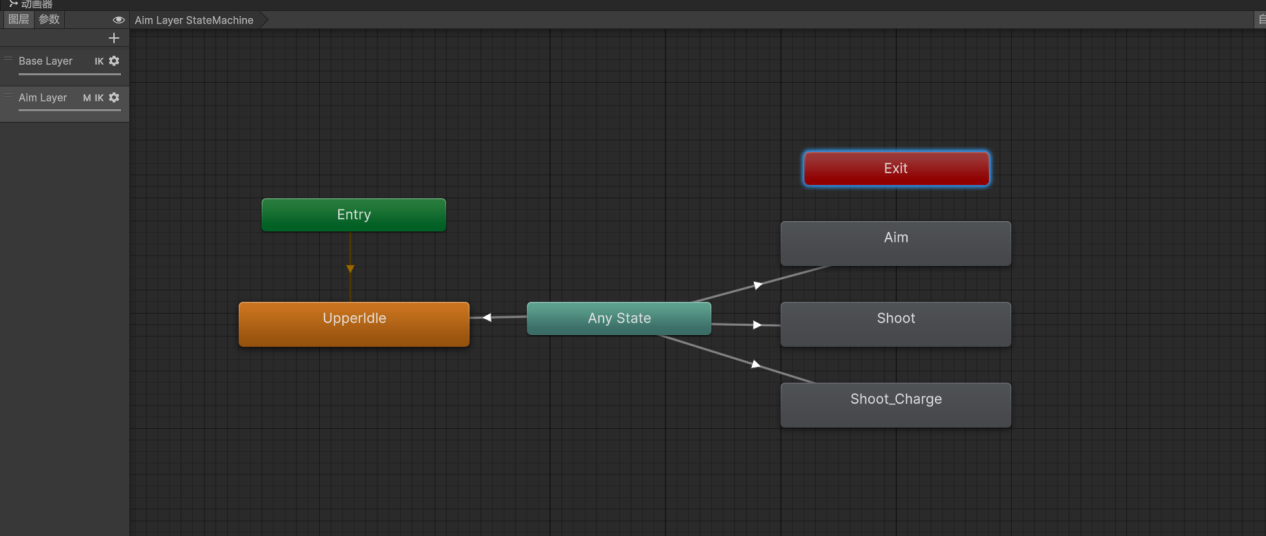 动画器
图层 参数 Aim Layer StateMachine 自
Base Layer IK
Aim Layer M IK
Exit
Entry
Aim
UpperIdle
Any State
Shoot
Shoot_Charge